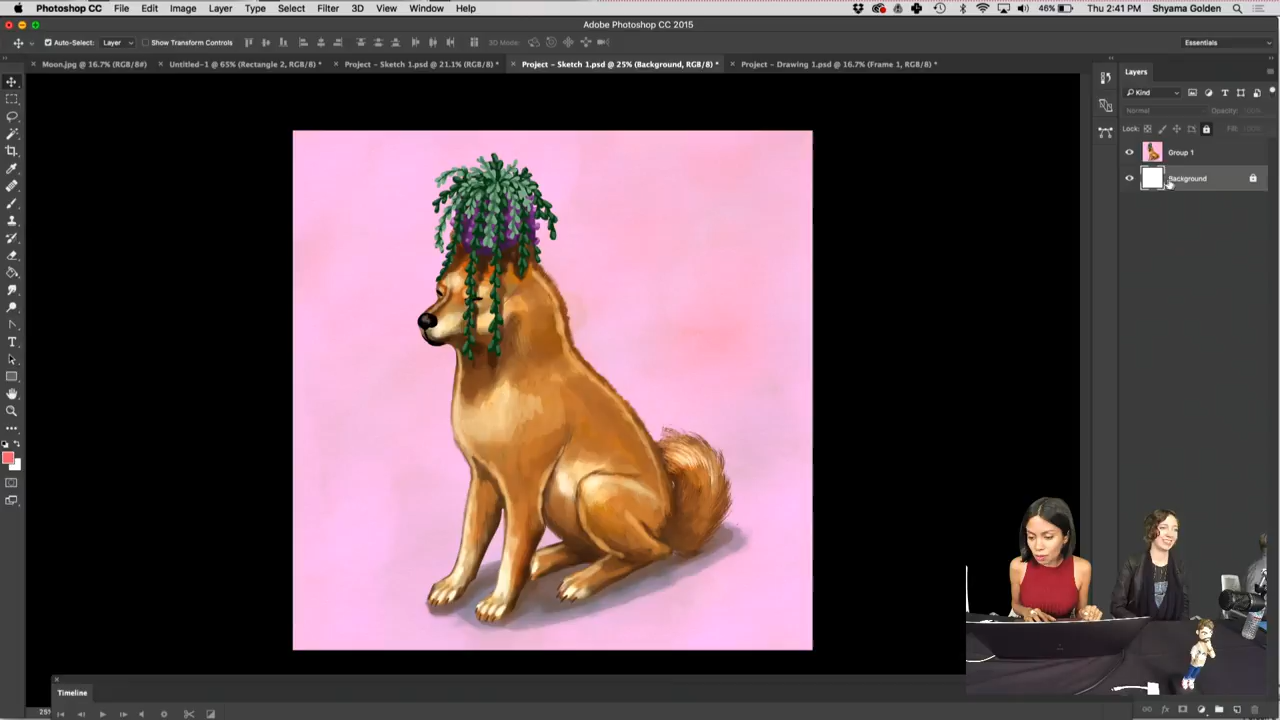 Photoshop CC File Edit Image Layer Type Select Filter 3D View Window Help 46% Thu 2:41 PM Shyama Golden
Adobe Photoshop CC 2015
Auto-Select: Layer Show Transform Controls 3D Mode: Essentials
Moon.jpg @ 16.7% (RGB/8#) Untitled-1 @ 65% (Rectangle 2, RGB/8) * Project – Sketch 1.psd @ 21.1% (RGB/8) * Project – Sketch 1.psd @ 25% (Background, RGB/8) * Project – Drawing 1.psd @ 16.7% (Frame 1, RGB/8) *
Layers
Kind
Normal Opacity: 100%
Lock: Fill: 100%
Group 1
Background
Timeline